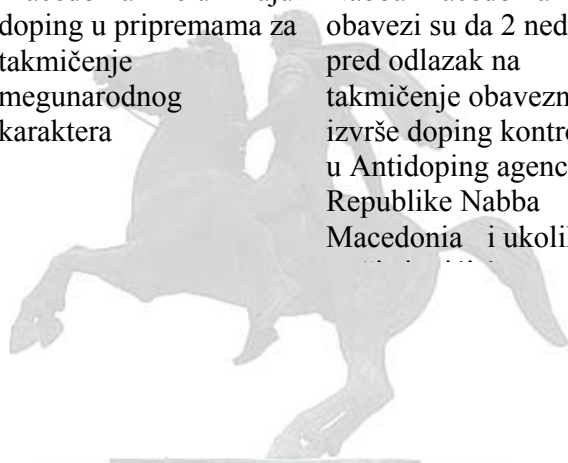 doping u pripremama za
takmičenje
megunarodnog
karaktera
obavezi su da 2 ned
pred odlazak na
takmičenje obavezn
izvrše doping kontro
u Antidoping agenc
Republike Nabba
Macedonia i ukoli